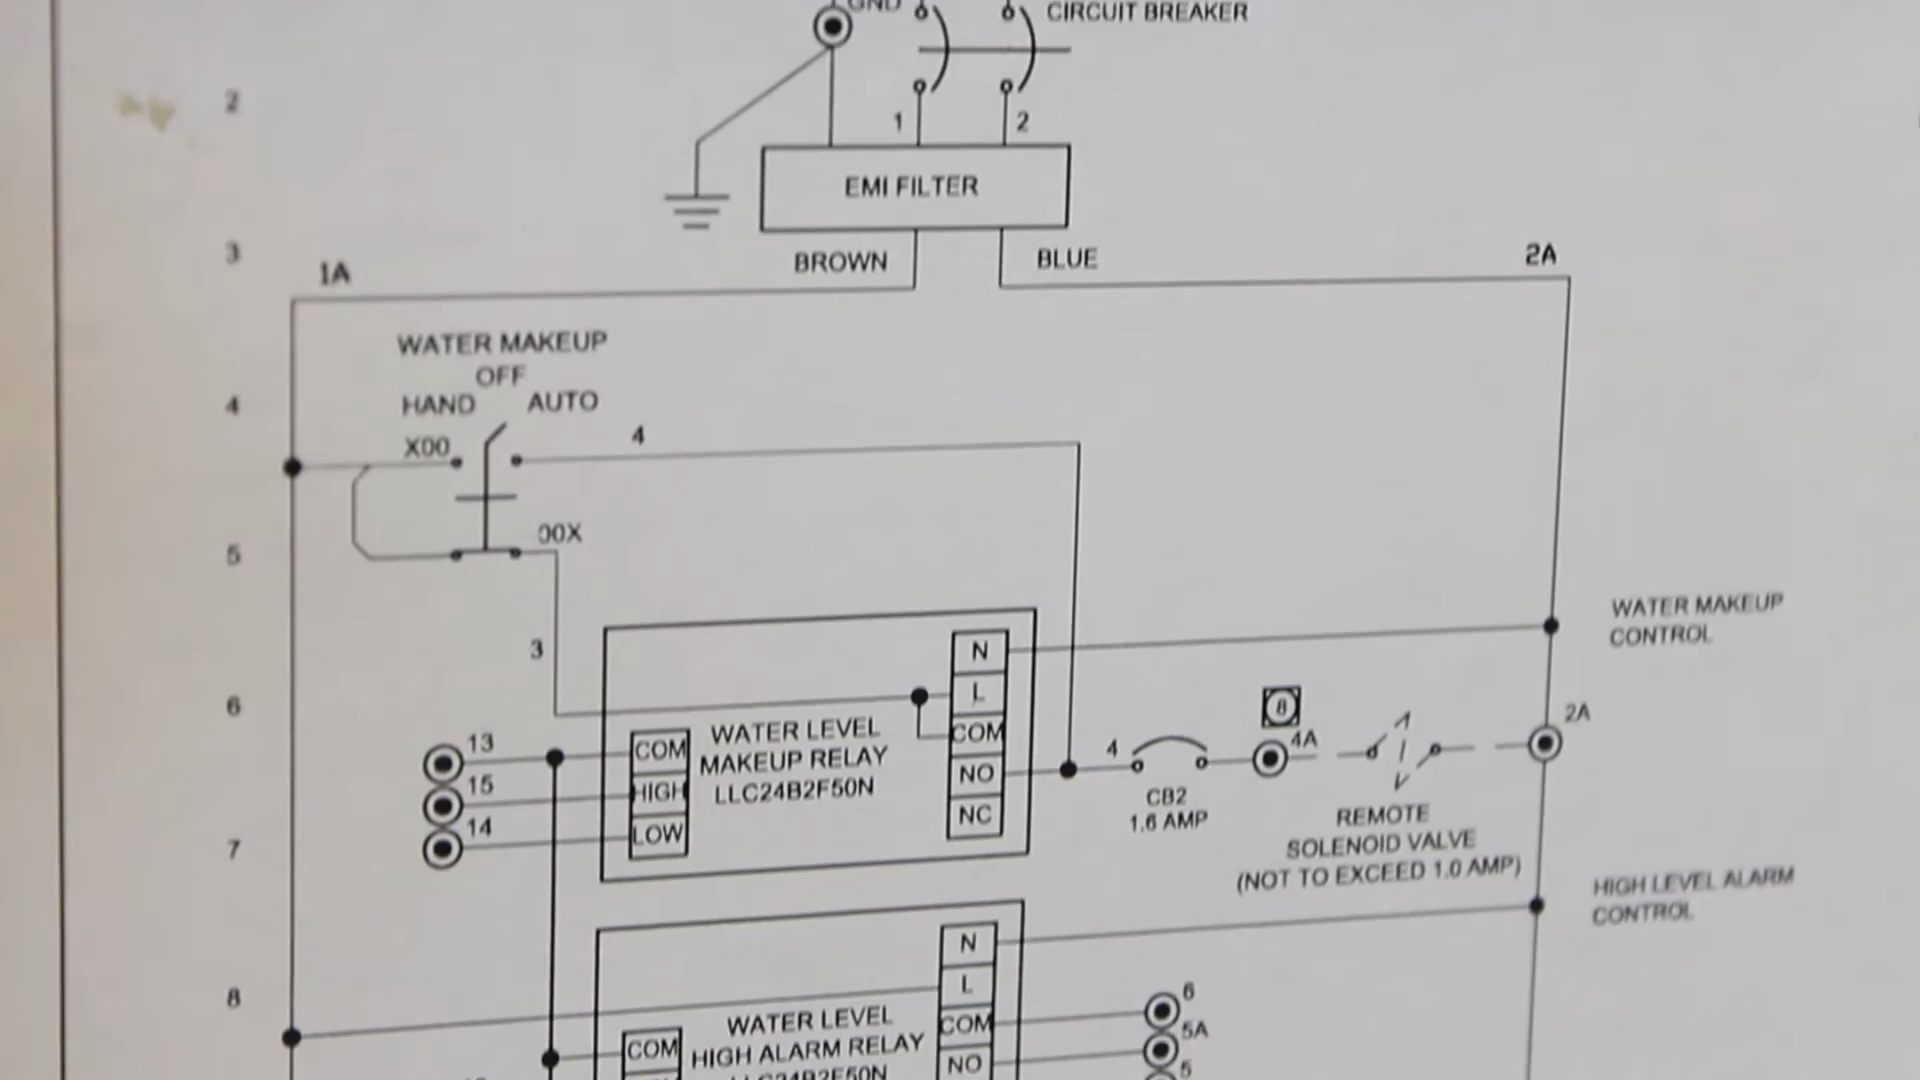 GND
CIRCUIT BREAKER
2
1
2
EMI FILTER
3
BROWN
BLUE
1A
2A
WATER MAKEUP
OFF
4
HAND
AUTO
X00
4
00X
5
WATER MAKEUP
CONTROL
3
N
6
L
8
2A
13
COM
WATER LEVEL
MAKEUP RELAY
LLC24B2F50N
COM
4
4A
15
HIGH
NO
CB2
1.6 AMP
REMOTE
SOLENOID VALVE
(NOT TO EXCEED 1.0 AMP)
14
LOW
NC
7
HIGH LEVEL ALARM
CONTROL
N
8
L
6
WATER LEVEL
HIGH ALARM RELAY
LLC24B2F50N
COM
5A
COM
NO
5